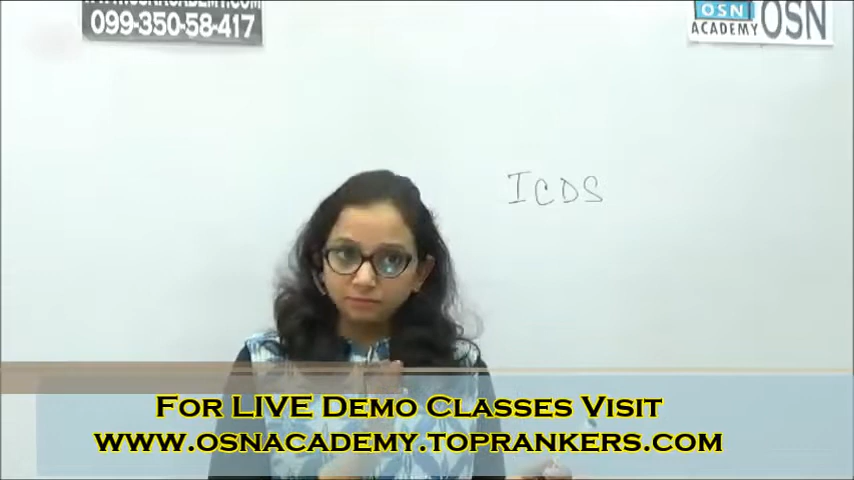 099-350-58-417
OSN
ACADEMY
OSN
ICDS
FOR LIVE DEMO CLASSES VISIT
WWW.OSNACADEMY.TOPRANKERS.COM